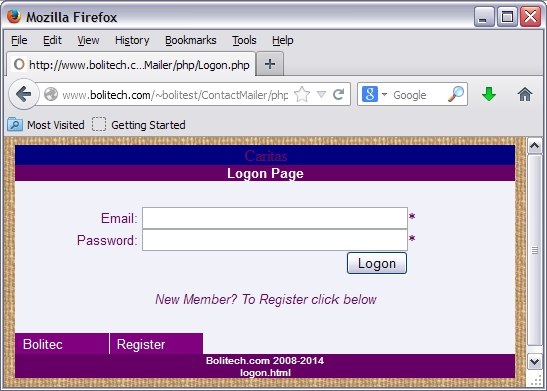 Mozilla Firefox
File Edit View History Bookmarks Tools Help
http://www.bolitech.c...Mailer/php/Logon.php
www.bolitech.com/~bolitest/ContactMailer/php
Google
Most Visited Getting Started
Caritas
Logon Page
Email: *
Password: *
Logon
New Member? To Register click below
Bolitec Register
Bolitech.com 2008-2014
logon.html